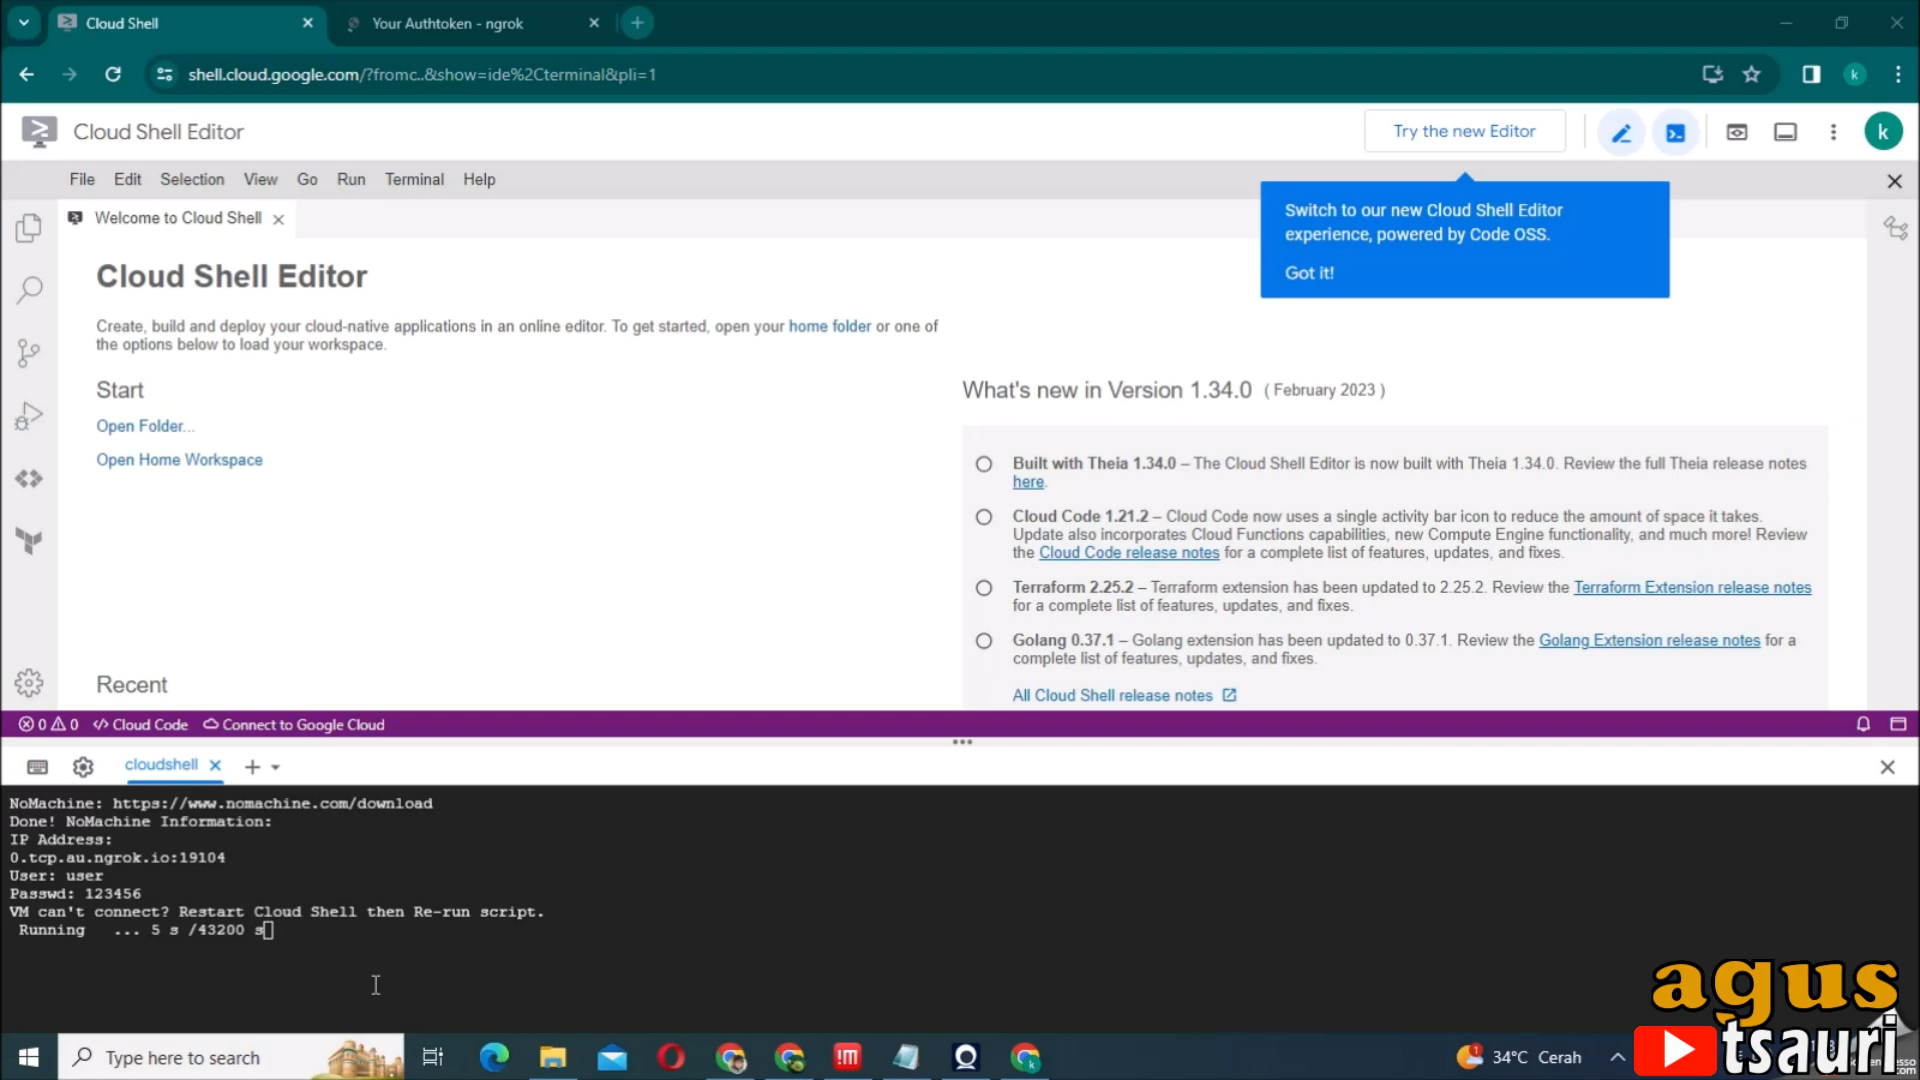 Cloud Shell
Your Authtoken - ngrok
shell.cloud.google.com/?fromc..&show=ide%2Cterminal&pli=1
k
Cloud Shell Editor
Try the new Editor
k
File Edit Selection View Go Run Terminal Help
Switch to our new Cloud Shell Editor
experience, powered by Code OSS.
Got it!
Welcome to Cloud Shell
Cloud Shell Editor
Create, build and deploy your cloud-native applications in an online editor. To get started, open your home folder or one of
the options below to load your workspace.
Start
Open Folder...
Open Home Workspace
Recent
What's new in Version 1.34.0 ( February 2023 )
Built with Theia 1.34.0 – The Cloud Shell Editor is now built with Theia 1.34.0. Review the full Theia release notes
here.
Cloud Code 1.21.2 – Cloud Code now uses a single activity bar icon to reduce the amount of space it takes.
Update also incorporates Cloud Functions capabilities, new Compute Engine functionality, and much more! Review
the Cloud Code release notes for a complete list of features, updates, and fixes.
Terraform 2.25.2 – Terraform extension has been updated to 2.25.2. Review the Terraform Extension release notes
for a complete list of features, updates, and fixes.
Golang 0.37.1 – Golang extension has been updated to 0.37.1. Review the Golang Extension release notes for a
complete list of features, updates, and fixes.
All Cloud Shell release notes
0 0 Cloud Code Connect to Google Cloud
cloudshell
NoMachine: https://www.nomachine.com/download
Done! NoMachine Information:
IP Address:
0.tcp.au.ngrok.io:19104
User: user
Passwd: 123456
VM can't connect? Restart Cloud Shell then Re-run script.
Running ... 5 s /43200 s
Type here to search
34°C Cerah
agus
tsauri